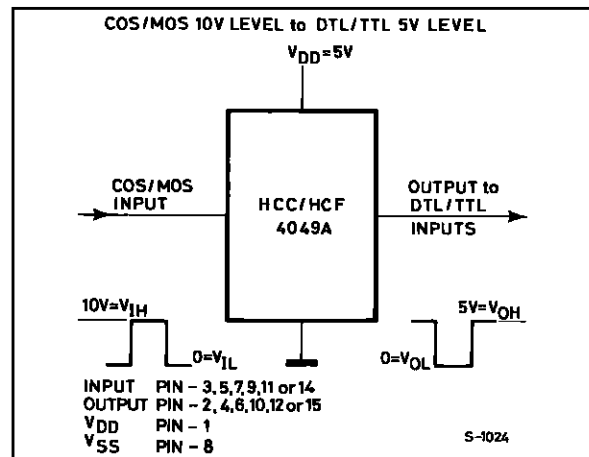 COS/MOS 10V LEVEL to DTL/TTL 5V LEVEL
VDD=5V
COS/MOS
INPUT
HCC/HCF
4049A
OUTPUT to
DTL/TTL
INPUTS
10V=VIH
0=VIL
5V=VOH
0=VOL
INPUT PIN - 3,5,7,9,11 or 14
OUTPUT PIN - 2,4,6,10,12 or 15
VDD PIN - 1
VSS PIN - 8
S-1024